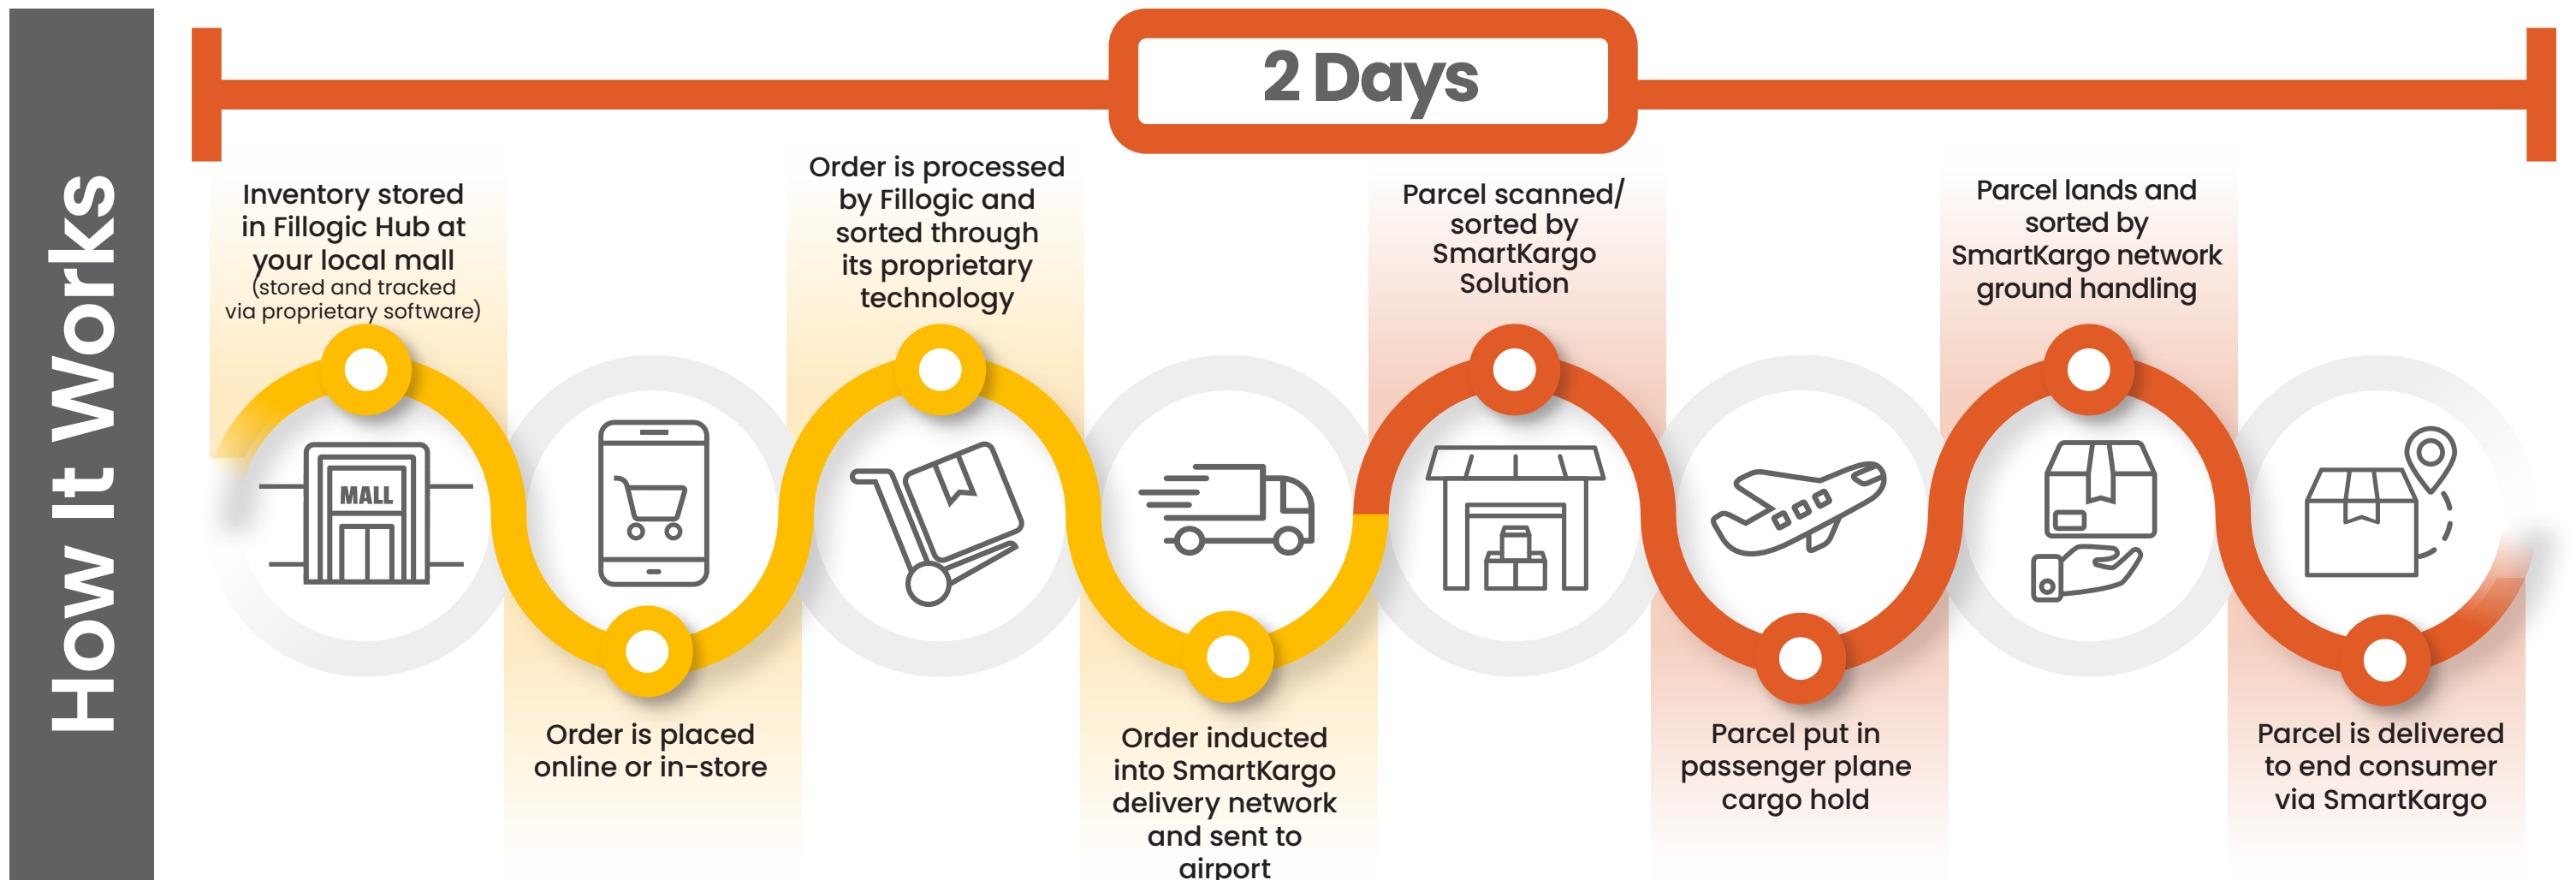 How It Works
2 Days
Inventory stored
in Fillogic Hub at
your local mall
(stored and tracked
via proprietary software)
MALL
Order is placed
online or in-store
Order is processed
by Fillogic and
sorted through
its proprietary
technology
Order inducted
into SmartKargo
delivery network
and sent to
airport
Parcel scanned/
sorted by
SmartKargo
Solution
Parcel put in
passenger plane
cargo hold
Parcel lands and
sorted by
SmartKargo network
ground handling
Parcel is delivered
to end consumer
via SmartKargo